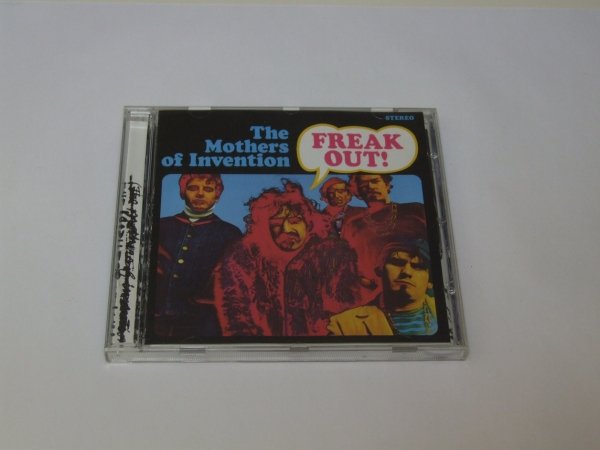 STEREO
The
Mothers
of Invention
FREAK
OUT!